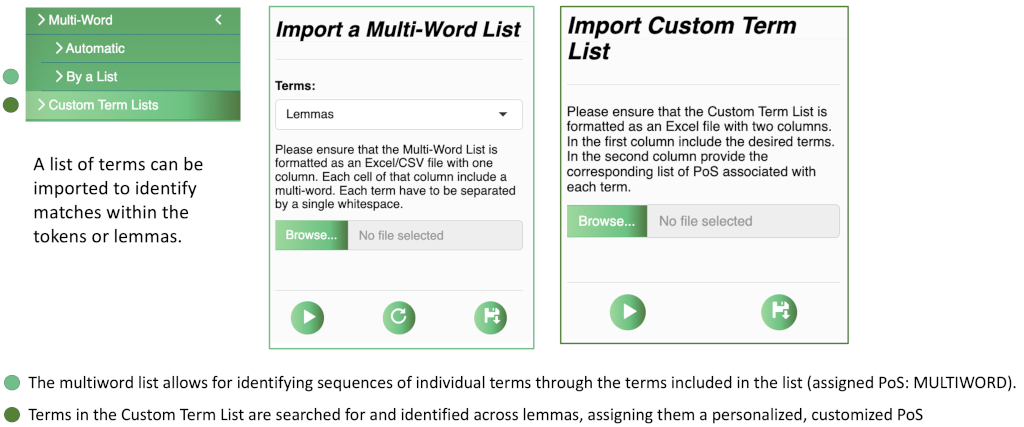 Multi-Word
Automatic
By a List
Custom Term Lists
A list of terms can be
imported to identify
matches within the
tokens or lemmas.
Import a Multi-Word List
Terms:
Lemmas
Please ensure that the Multi-Word List is
formatted as an Excel/CSV file with one
column. Each cell of that column include a
multi-word. Each term have to be separated
by a single whitespace.
Browse... No file selected
Import Custom Term
List
Please ensure that the Custom Term List is
formatted as an Excel file with two columns.
In the first column include the desired terms.
In the second column provide the
corresponding list of PoS associated with
each term.
Browse... No file selected
The multiword list allows for identifying sequences of individual terms through the terms included in the list (assigned PoS: MULTIWORD).
Terms in the Custom Term List are searched for and identified across lemmas, assigning them a personalized, customized PoS